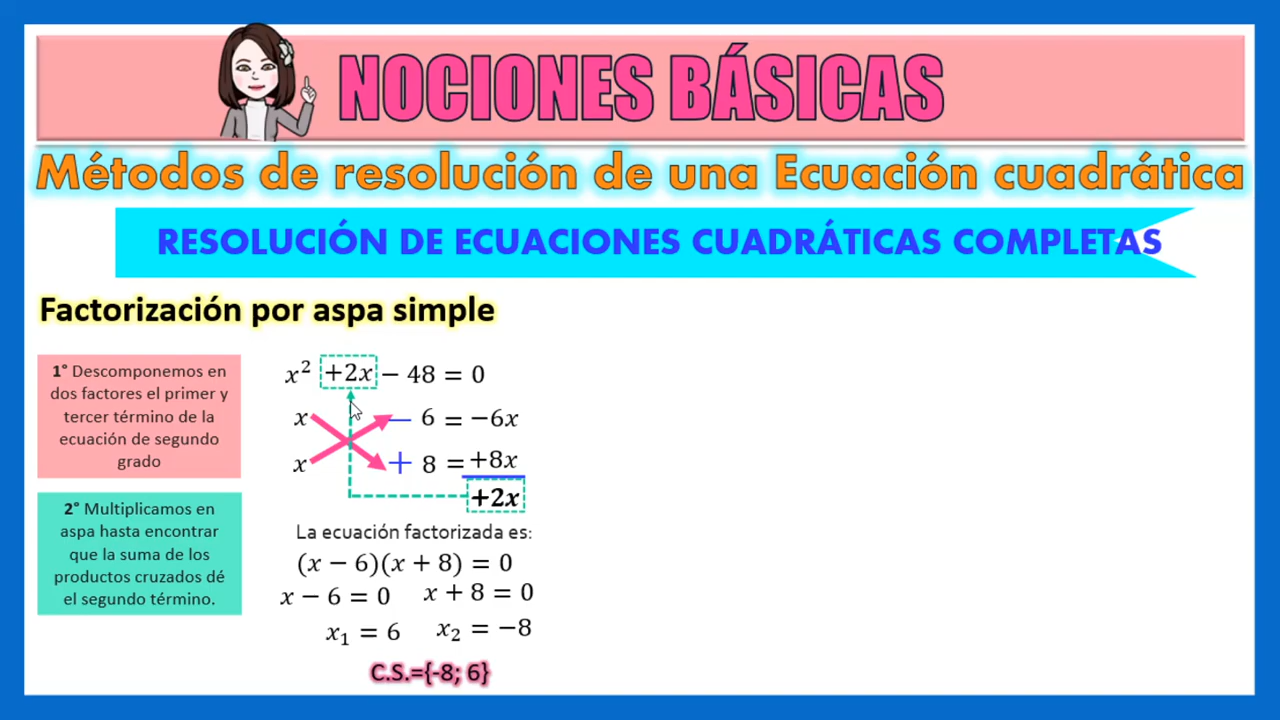 NOCIONES BÁSICAS
Métodos de resolución de una Ecuación cuadrática
RESOLUCIÓN DE ECUACIONES CUADRÁTICAS COMPLETAS
Factorización por aspa simple
1° Descomponemos en
dos factores el primer y
tercer término de la
ecuación de segundo
grado
2° Multiplicamos en
aspa hasta encontrar
que la suma de los
productos cruzados dé
el segundo término.
x² +2x − 48 = 0
x − 6 = −6x
x + 8 = +8x
+2x
La ecuación factorizada es:
(x − 6)(x + 8) = 0
x − 6 = 0 x + 8 = 0
x₁ = 6 x₂ = −8
C.S.={-8; 6}